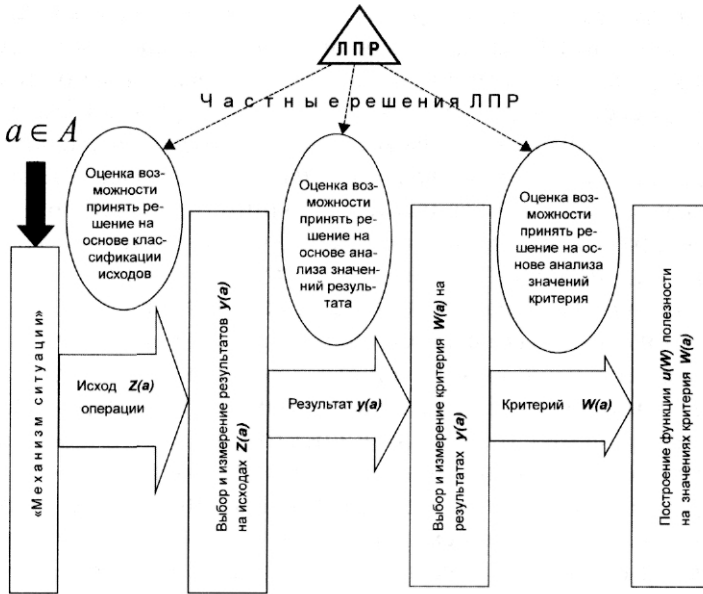 ЛПР
Частные решения ЛПР
a ∈ A
Оценка воз-
можности
принять ре-
шение на
основе клас-
сификации
исходов
Оценка воз-
можности
принять ре-
шение на
основе ана-
лиза значен-
ний резуль-
тата
Оценка воз-
можности
принять ре-
шение на ос-
нове анализа
значений
критерия
«Механизм ситуации»
Исход Z(a)
операции
Выбор и измерение результатов y(a)
на исходах Z(a)
Результат y(a)
Выбор и измерение критерия W(a) на
результатах y(a)
Критерий W(a)
Построение функции u(W) полезности
на значениях критерия W(a)